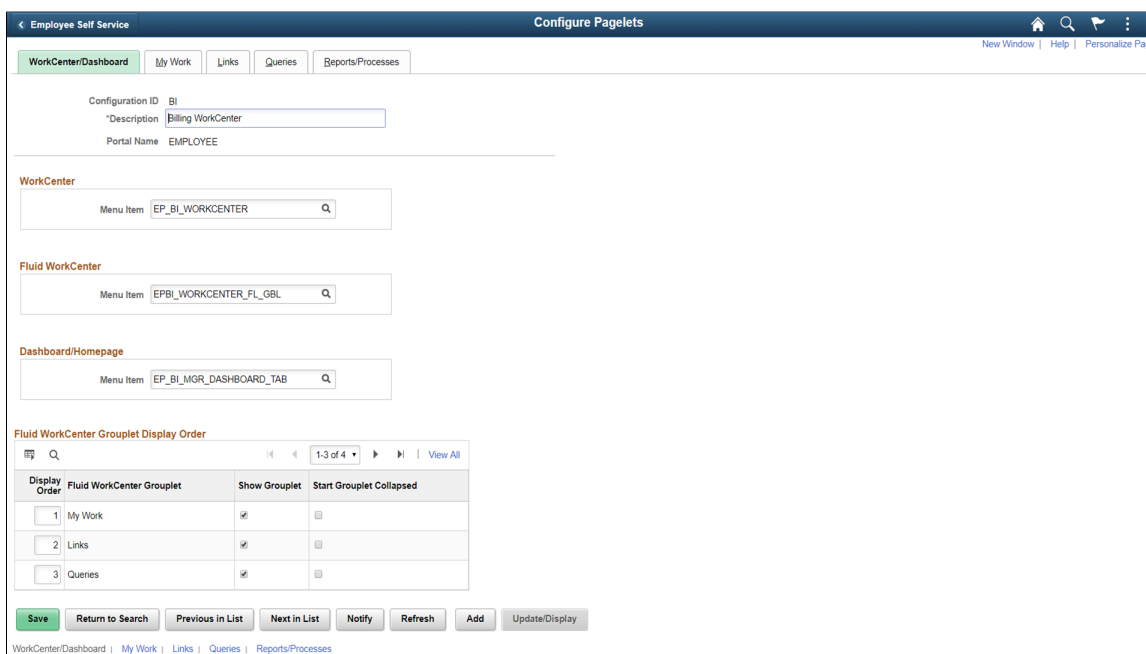 Employee Self Service
Configure Pagelets
New Window | Help | Personalize Pa
WorkCenter/Dashboard My Work Links Queries Reports/Processes
Configuration ID BI
*Description Billing WorkCenter
Portal Name EMPLOYEE
WorkCenter
Menu Item EP_BI_WORKCENTER
Fluid WorkCenter
Menu Item EPBI_WORKCENTER_FL_GBL
Dashboard/Homepage
Menu Item EP_BI_MGR_DASHBOARD_TAB
Fluid WorkCenter Grouplet Display Order
1-3 of 4 | View All
Display Order Fluid WorkCenter Grouplet Show Grouplet Start Grouplet Collapsed
1 My Work
2 Links
3 Queries
Save Return to Search Previous in List Next in List Notify Refresh Add Update/Display
WorkCenter/Dashboard | My Work | Links | Queries | Reports/Processes